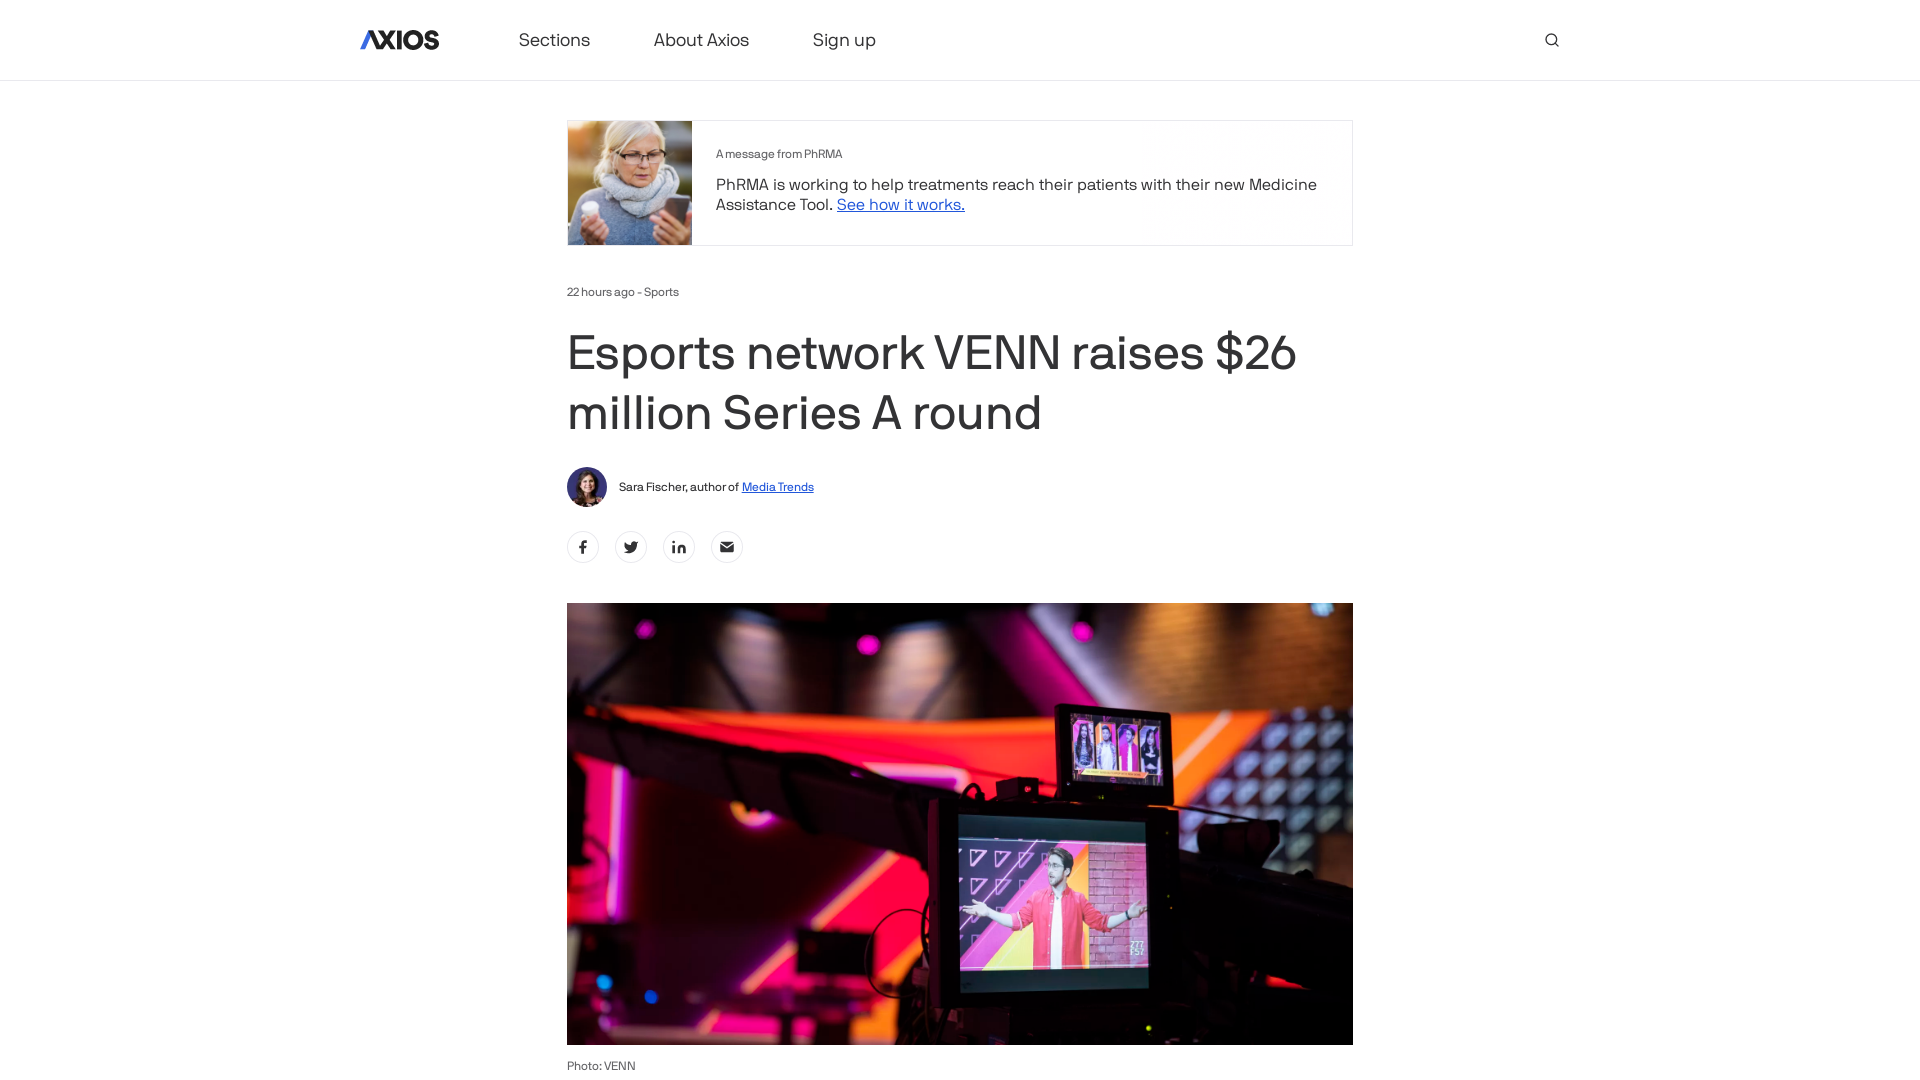 AXIOS
Sections
About Axios
Sign up
A message from PhRMA
PhRMA is working to help treatments reach their patients with their new Medicine
Assistance Tool. See how it works.
22 hours ago - Sports
Esports network VENN raises $26
million Series A round
Sara Fischer, author of Media Trends
Photo: VENN